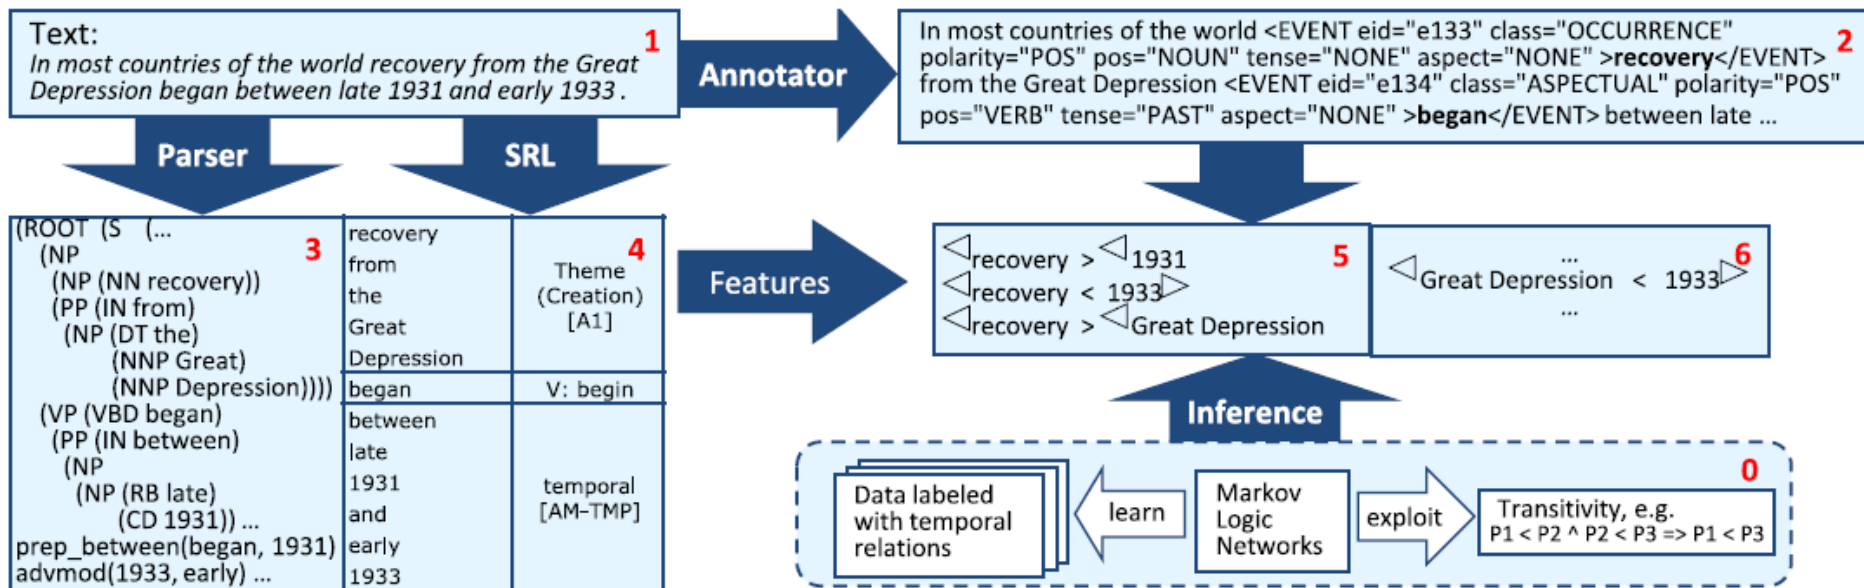 Text:
In most countries of the world recovery from the Great
Depression began between late 1931 and early 1933 .
1
Annotator
In most countries of the world <EVENT eid="e133" class="OCCURRENCE"
polarity="POS" pos="NOUN" tense="NONE" aspect="NONE" >recovery</EVENT>
from the Great Depression <EVENT eid="e134" class="ASPECTUAL" polarity="POS"
pos="VERB" tense="PAST" aspect="NONE" >began</EVENT> between late ...
2
Parser
SRL
(ROOT (S (...
(NP
(NP (NN recovery))
(PP (IN from)
(NP (DT the)
(NNP Great)
(NNP Depression))))
(VP (VBD began)
(PP (IN between)
(NP
(NP (RB late)
(CD 1931)) ...
prep_between(began, 1931)
advmod(1933, early) ...
3
recovery
from
the
Great
Depression
began
between
late
1931
and
early
1933
4
Theme
(Creation)
[A1]
V: begin
temporal
[AM-TMP]
Features
◁recovery > ◁1931
◁recovery < 1933▷
◁recovery > ◁Great Depression
5
...
◁Great Depression < 1933▷
...
6
Inference
0
Data labeled
with temporal
relations
learn
Markov
Logic
Networks
exploit
Transitivity, e.g.
P1 < P2 ^ P2 < P3 => P1 < P3